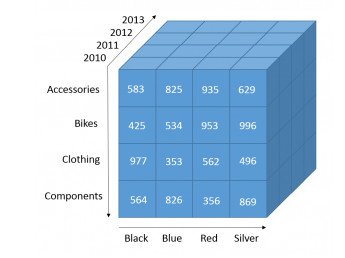 2013
2012
2011
2010
Accessories 583 825 935 629
Bikes 425 534 953 996
Clothing 977 353 562 496
Components 564 826 356 869
Black Blue Red Silver